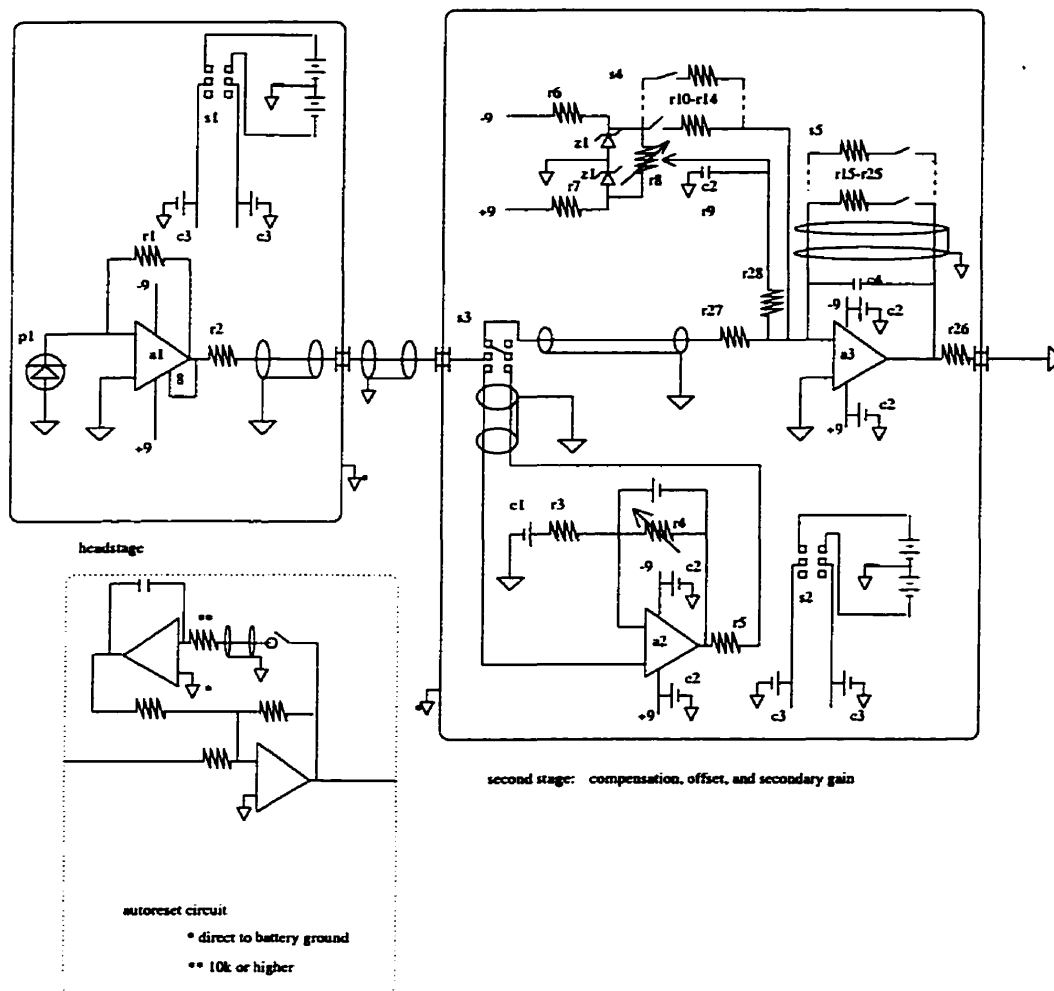 s1
c3
c3
r1
-9
p1
a1
8
r2
+9
*
headstage
s4
r6
r10-r14
-9
z1
s5
z1
r8
r7
c2
r15-r25
+9
r9
r28
c4
s3
r27
-9
c2
r26
a3
c2
+9
c1
r3
r4
-9
c2
s2
a2
r5
c2
*
+9
c3
c3
second stage: compensation, offset, and secondary gain
**
*
autoreset circuit
* direct to battery ground
** 10k or higher